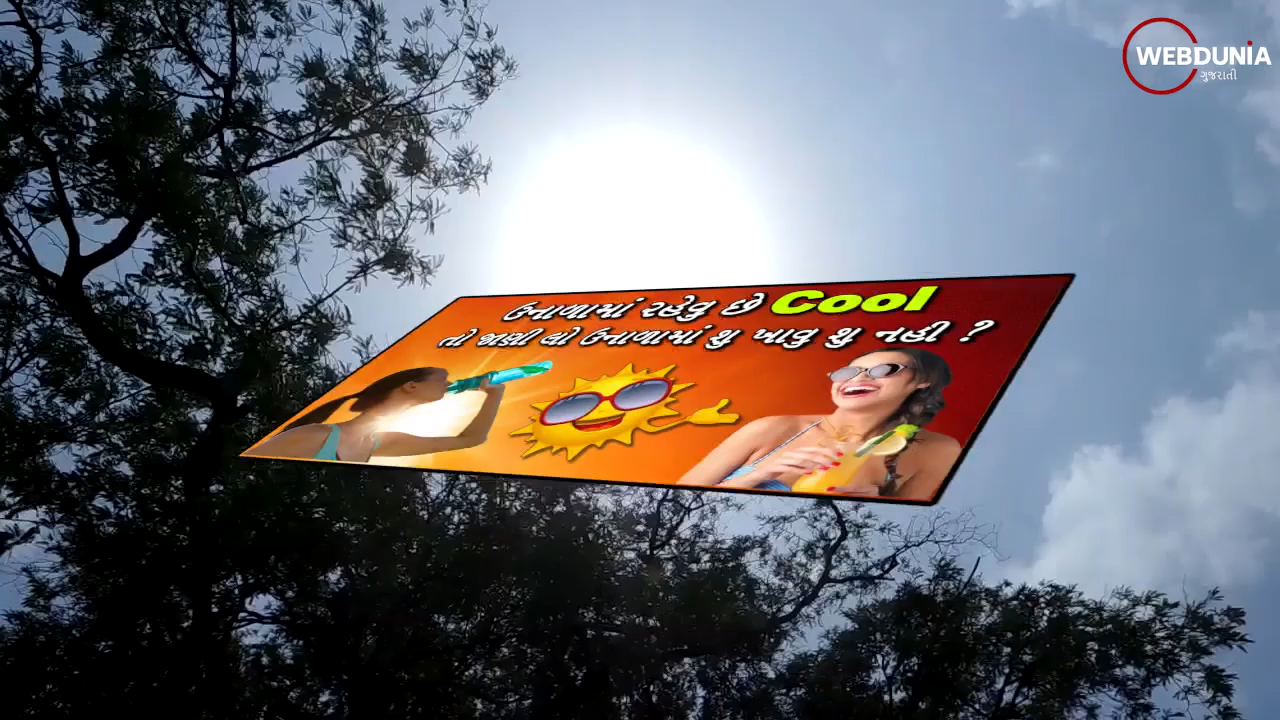 WEBDUNIA
ગુજરાતી
ઉનાળામાં રહેવુ છે Cool
તો જાણી લો ઉનાળામાં શુ ખાવુ શુ નહી ?